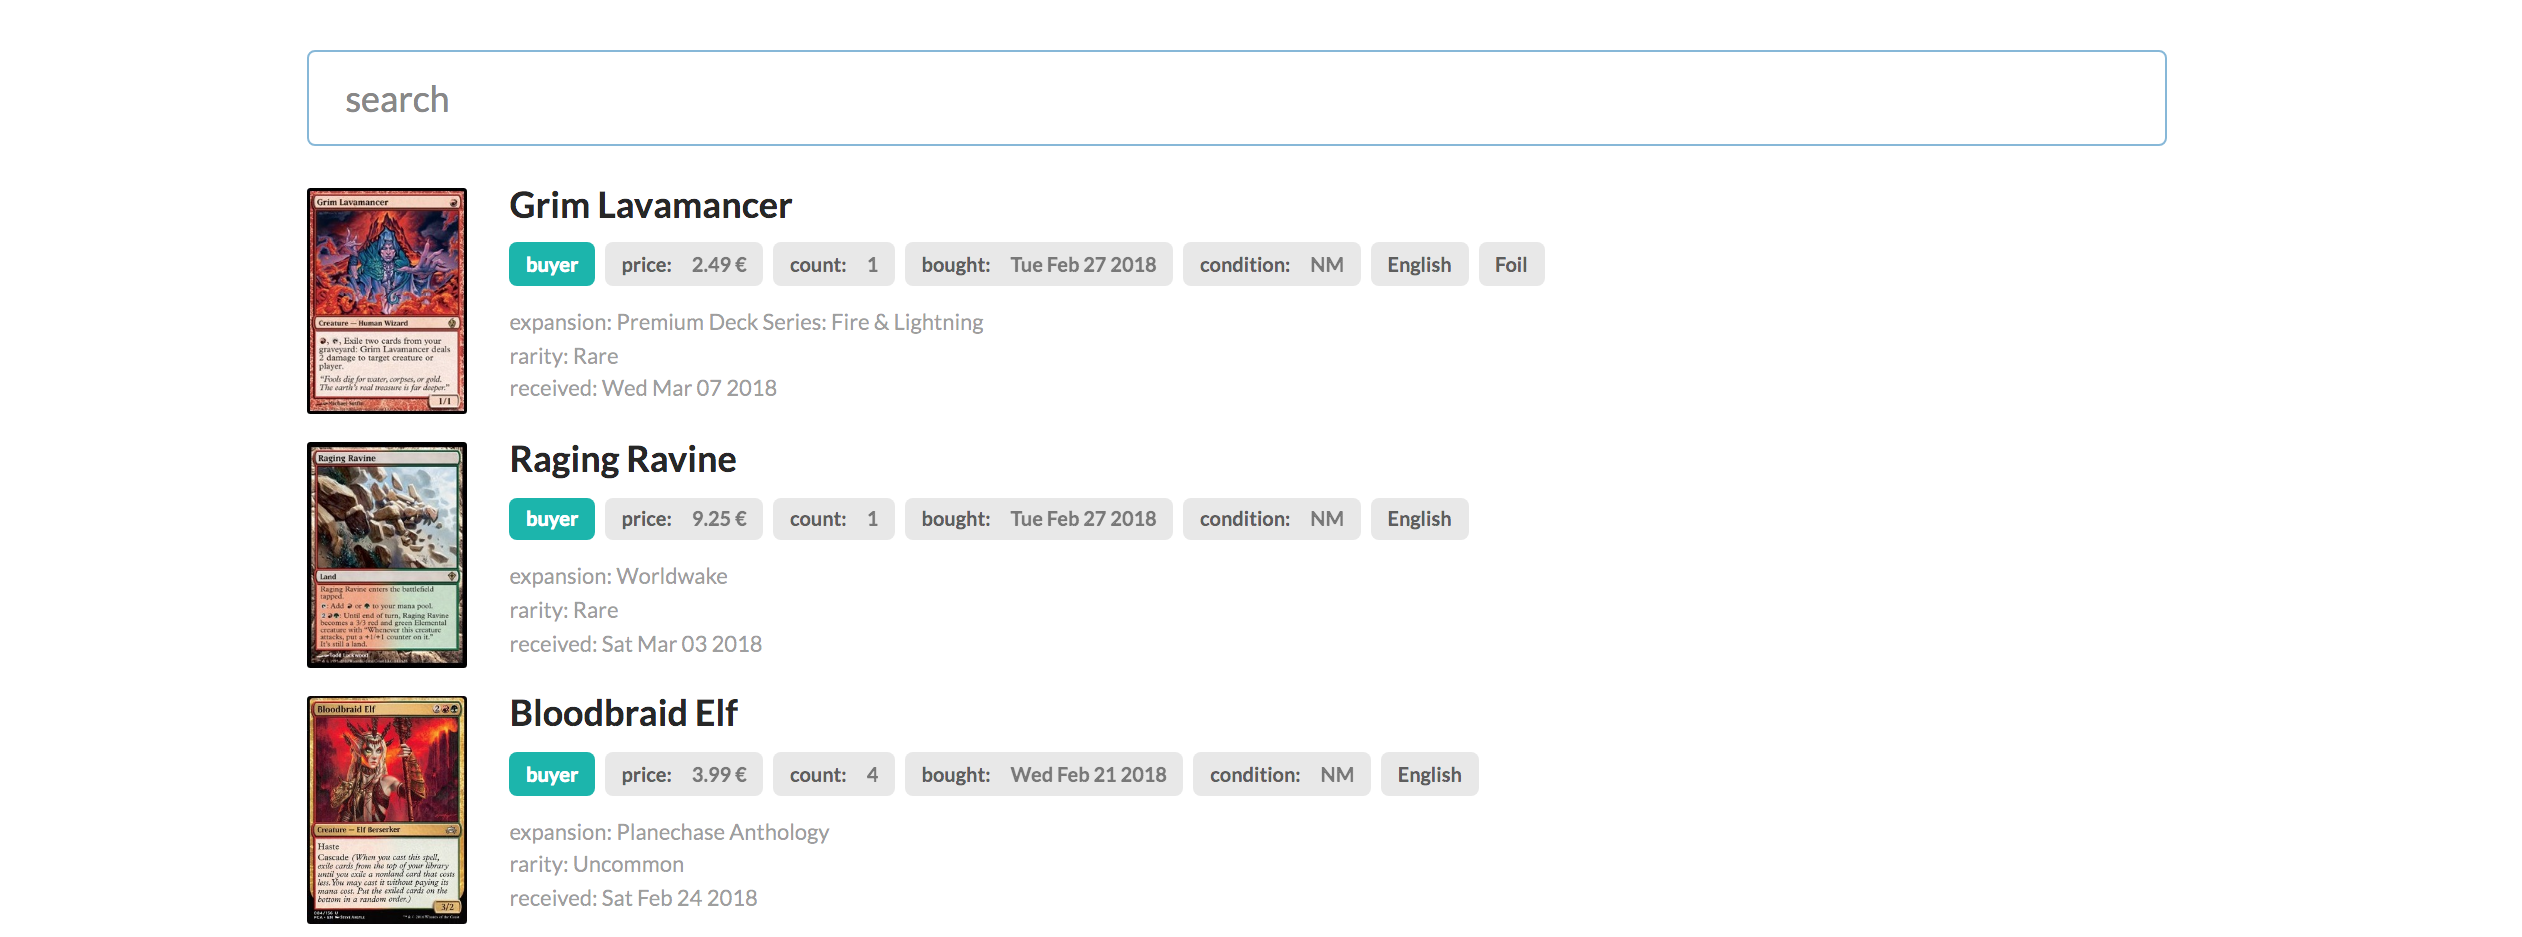 search
Grim Lavamancer
Grim Lavamancer
buyer price: 2.49 € count: 1 bought: Tue Feb 27 2018 condition: NM English Foil
expansion: Premium Deck Series: Fire & Lightning
rarity: Rare
received: Wed Mar 07 2018
Creature — Human Wizard
, , Exile two cards from your
graveyard: Grim Lavamancer deals
2 damage to target creature or
player.
"Fools dig for water, corpses, or gold.
The earth's real treasure is far deeper."
1/1
Raging Ravine
Raging Ravine
buyer price: 9.25 € count: 1 bought: Tue Feb 27 2018 condition: NM English
expansion: Worldwake
rarity: Rare
received: Sat Mar 03 2018
Land
Raging Ravine enters the battlefield
tapped.
: Add or to your mana pool.
2 : Until end of turn, Raging Ravine
becomes a 3/3 red and green Elemental
creature with "Whenever this creature
attacks, put a +1/+1 counter on it."
It's still a land.
Bloodbraid Elf
Bloodbraid Elf 2
buyer price: 3.99 € count: 4 bought: Wed Feb 21 2018 condition: NM English
expansion: Planechase Anthology
rarity: Uncommon
received: Sat Feb 24 2018
Creature — Elf Berserker
Haste
Cascade (When you cast this spell,
exile cards from the top of your library
until you exile a nonland card that costs
less. You may cast it without paying its
mana cost. Put the exiled cards on the
bottom in a random order.)
3/2